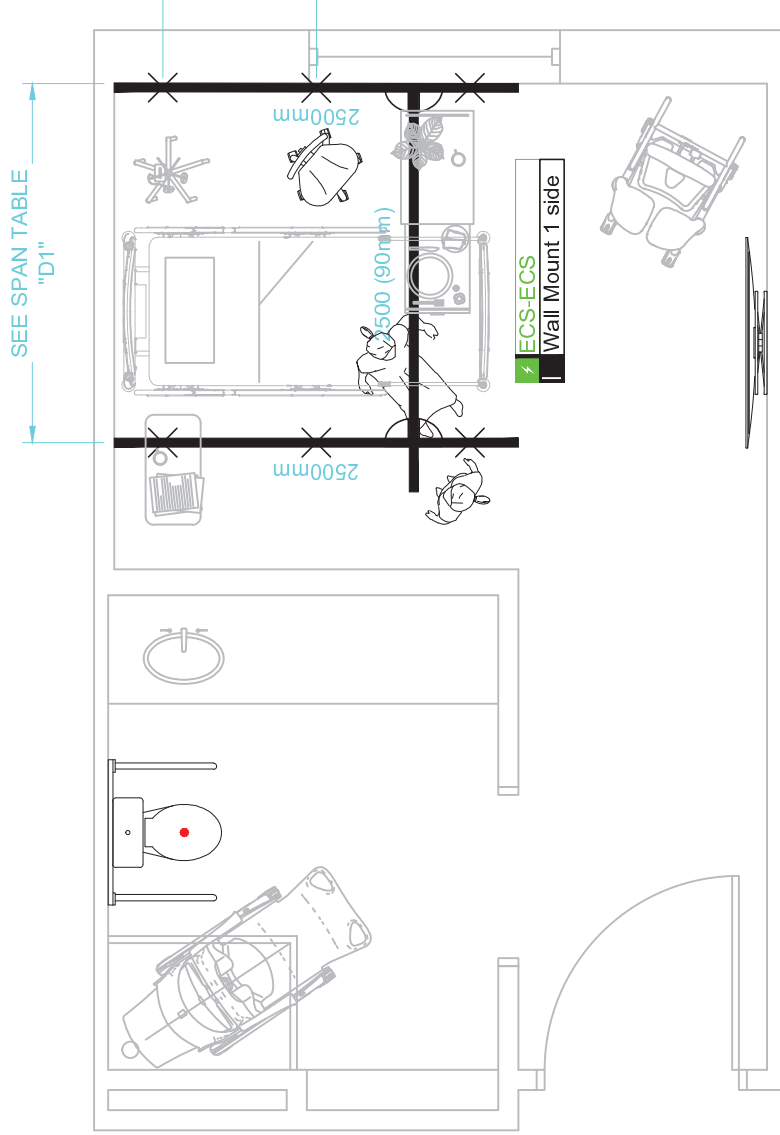 SEE SPAN TABLE
"D1"
2500mm
2500 (90mm)
2500mm
ECS-ECS
Wall Mount 1 side